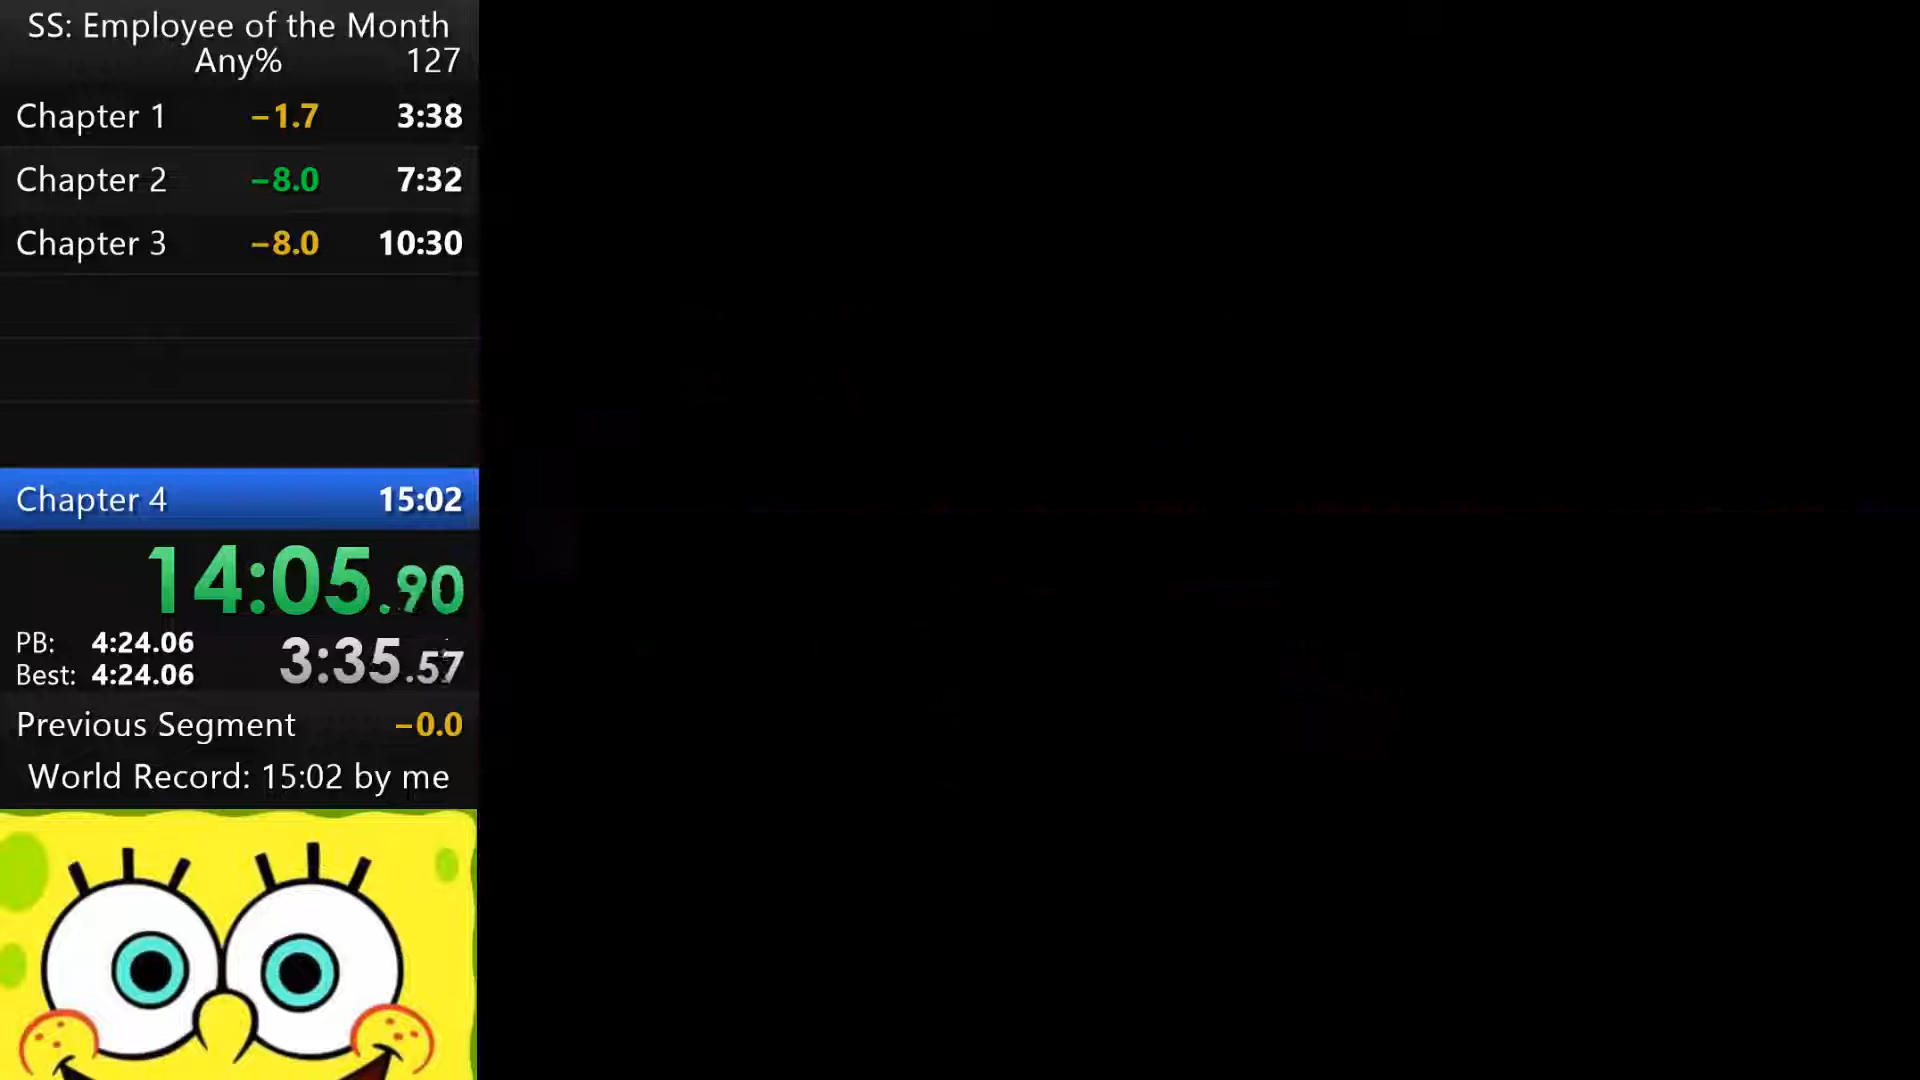 SS: Employee of the Month
Any% 127
Chapter 1 −1.7 3:38
Chapter 2 −8.0 7:32
Chapter 3 −8.0 10:30
Chapter 4 15:02
14:05.90
PB: 4:24.06
3:35.57
Best: 4:24.06
Previous Segment −0.0
World Record: 15:02 by me